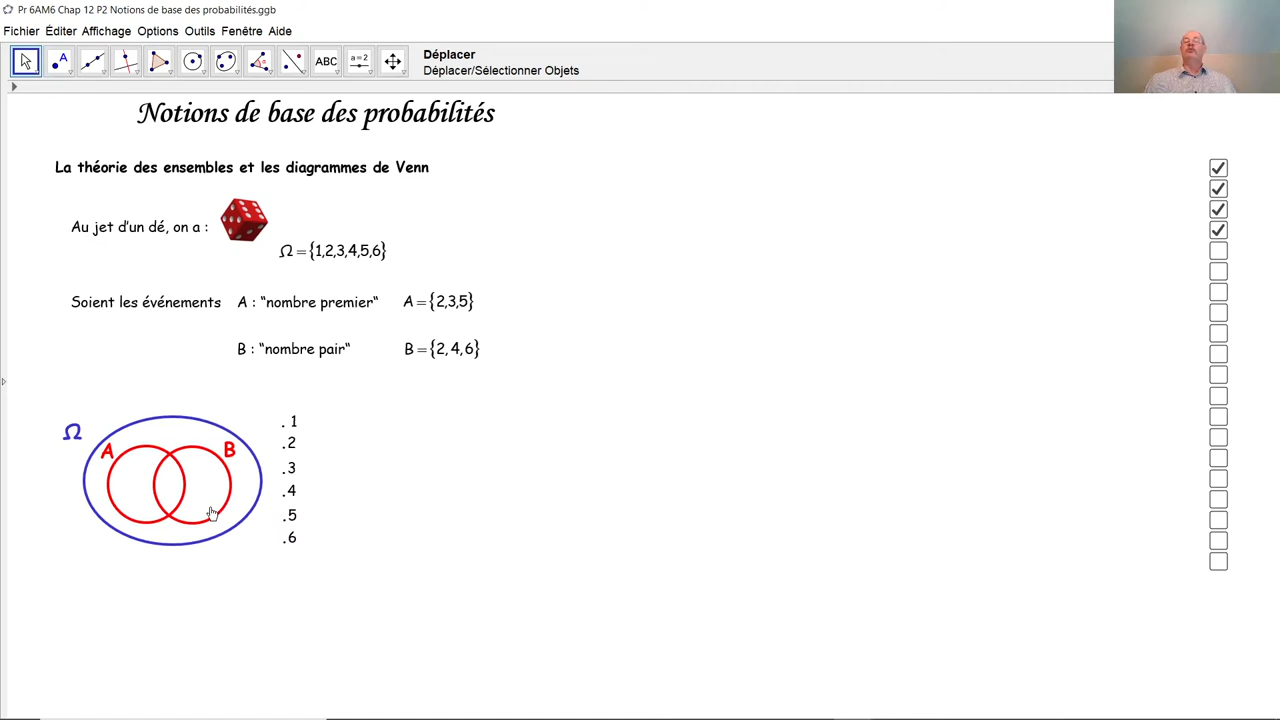 Pr 6AM6 Chap 12 P2 Notions de base des probabilités.ggb
Fichier Éditer Affichage Options Outils Fenêtre Aide
A ABC a=2 Déplacer
Déplacer/Sélectionner Objets
Notions de base des probabilités
La théorie des ensembles et les diagrammes de Venn
Au jet d'un dé, on a :
Ω = {1,2,3,4,5,6}
Soient les événements A : "nombre premier" A = {2,3,5}
B : "nombre pair" B = {2, 4, 6}
Ω A B
. 1
.2
.3
.4
.5
.6